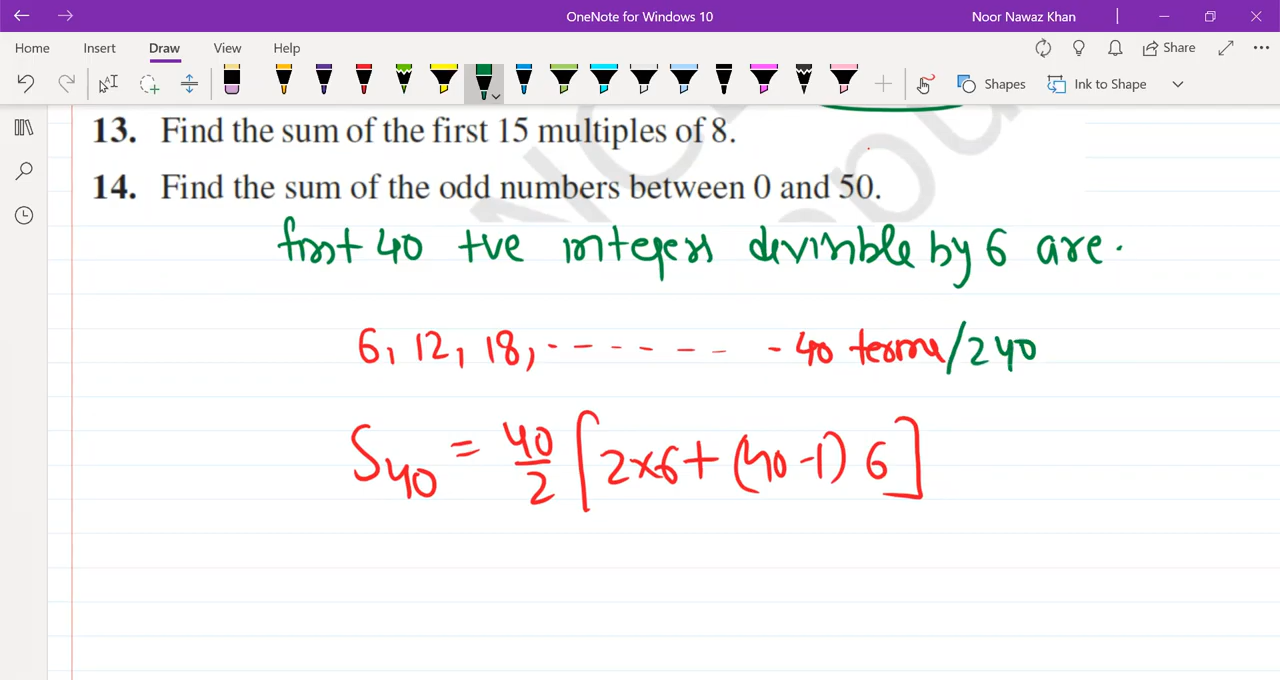 OneNote for Windows 10
Noor Nawaz Khan
Home Insert Draw View Help
Share
Shapes Ink to Shape
13. Find the sum of the first 15 multiples of 8.
14. Find the sum of the odd numbers between 0 and 50.
first 40 +ve integers divisible by 6 are.
6, 12, 18, - - - - - - - 40 terms/240
S40 = 40/2 [2×6+(40-1)6]